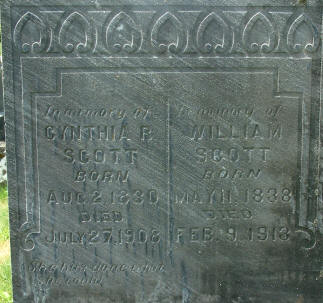 In memory of
CYNTHIA R.
SCOTT
BORN
AUG. 2, 1830
DIED
JULY 27, 1908
In memory of
WILLIAM
SCOTT
BORN
MAY 11, 1838
DIED
FEB. 9, 1913